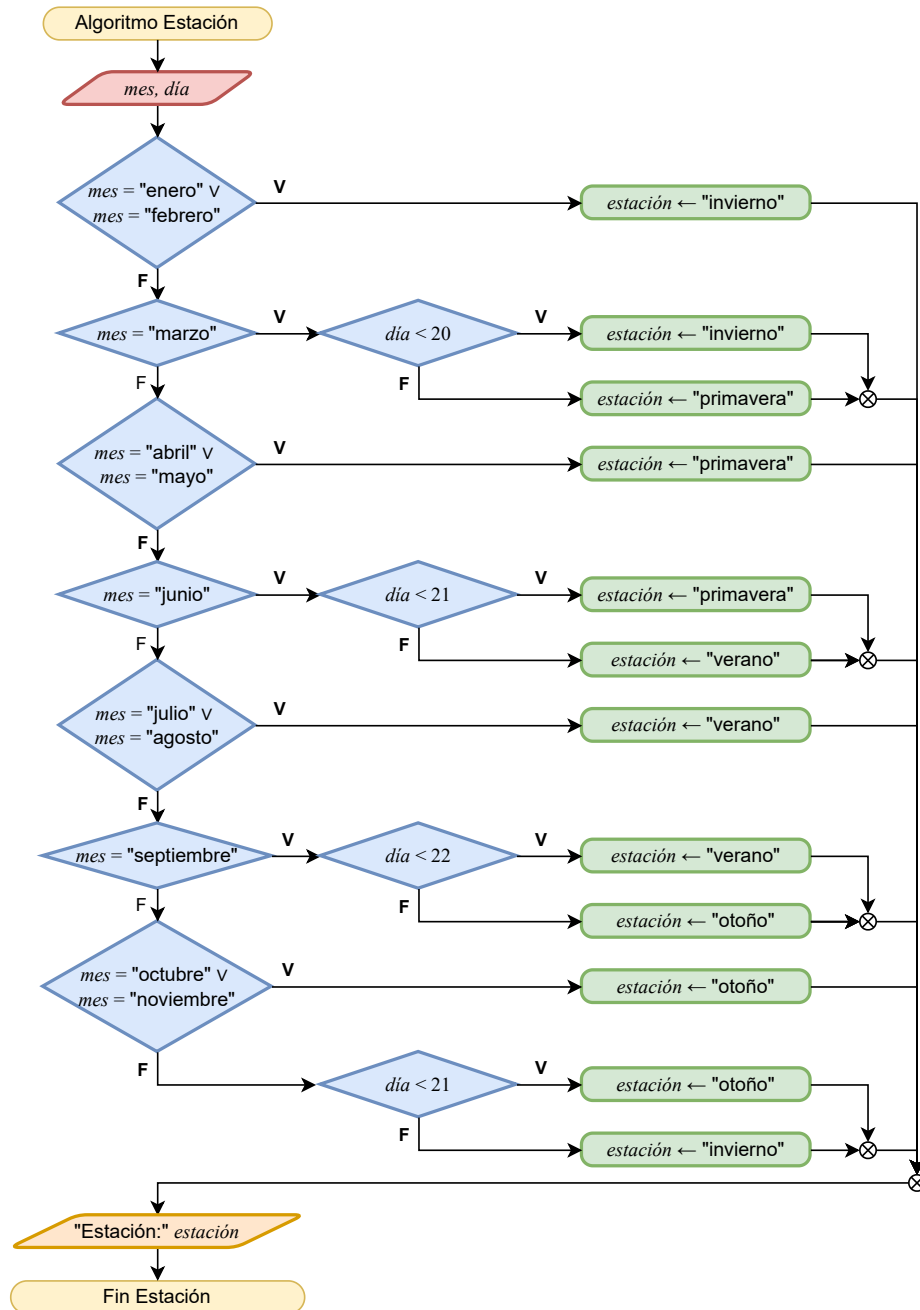 Algoritmo Estación
mes, día
mes = "enero" ∨
mes = "febrero"
V
estación ← "invierno"
F
mes = "marzo"
V
día < 20
V
estación ← "invierno"
F
F
estación ← "primavera"
mes = "abril" ∨
mes = "mayo"
V
estación ← "primavera"
F
mes = "junio"
V
día < 21
V
estación ← "primavera"
F
F
estación ← "verano"
mes = "julio" ∨
mes = "agosto"
V
estación ← "verano"
F
mes = "septiembre"
V
día < 22
V
estación ← "verano"
F
F
estación ← "otoño"
mes = "octubre" ∨
mes = "noviembre"
V
estación ← "otoño"
F
día < 21
V
estación ← "otoño"
F
estación ← "invierno"
"Estación:" estación
Fin Estación